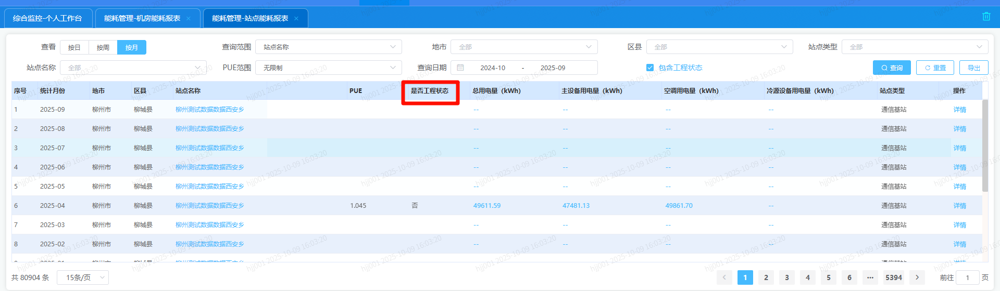 综合监控-个人工作台 能耗管理-机房能耗报表 × 能耗管理-站点能耗报表 ×
查看 按日 按周 按月 查询范围 站点名称 地市 全部 区县 全部 站点类型 全部
站点名称 全部 PUE范围 无限制 查询日期 2024-10 - 2025-09 包含工程状态 查询 重置 导出
序号 统计月份 地市 区县 站点名称 PUE 是否工程状态 总用电量（kWh） 主设备用电量（kWh） 空调用电量（kWh） 冷源设备用电量（kWh） 站点类型 操作
1 2025-09 柳州市 柳城县 柳州测试数据数据西安乡 -- -- -- -- 通信基站 详情
2 2025-08 柳州市 柳城县 柳州测试数据数据西安乡 -- -- -- -- 通信基站 详情
3 2025-07 柳州市 柳城县 柳州测试数据数据西安乡 -- -- -- -- 通信基站 详情
4 2025-06 柳州市 柳城县 柳州测试数据数据西安乡 -- -- -- -- 通信基站 详情
5 2025-05 柳州市 柳城县 柳州测试数据数据西安乡 -- -- -- -- 通信基站 详情
6 2025-04 柳州市 柳城县 柳州测试数据数据西安乡 1.045 否 49611.59 47481.13 49861.70 -- 通信基站 详情
7 2025-03 柳州市 柳城县 柳州测试数据数据西安乡 -- -- -- -- 通信基站 详情
8 2025-02 柳州市 柳城县 柳州测试数据数据西安乡 -- -- -- -- 通信基站 详情
共 80904 条 15条/页 1 2 3 4 5 6 ··· 5394 前往 1 页
hjj001 2025-10-09 16:03:20